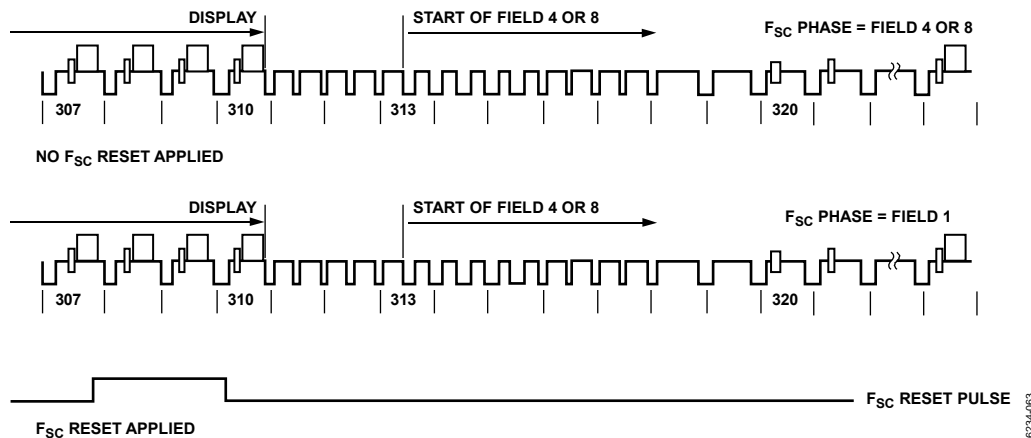 DISPLAY
START OF FIELD 4 OR 8
FSC PHASE = FIELD 4 OR 8
307
310
313
320
NO FSC RESET APPLIED
DISPLAY
START OF FIELD 4 OR 8
FSC PHASE = FIELD 1
307
310
313
320
FSC RESET PULSE
FSC RESET APPLIED